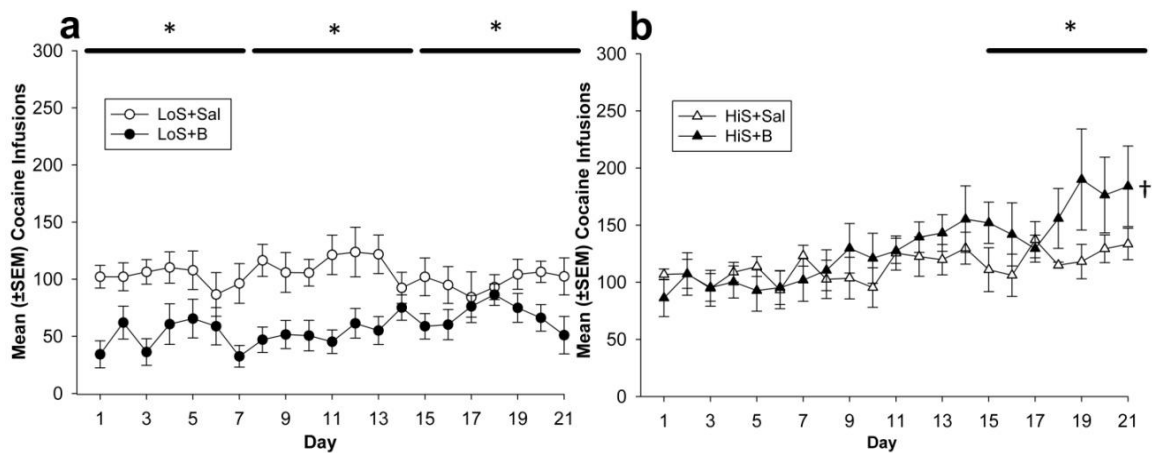 a
* * *
300
250
200
150
100
50
0
Mean (±SEM) Cocaine Infusions
LoS+Sal
LoS+B
1 3 5 7 9 11 13 15 17 19 21
Day
b
*
300
250
200
150
100
50
0
Mean (±SEM) Cocaine Infusions
HiS+Sal
HiS+B
†
1 3 5 7 9 11 13 15 17 19 21
Day